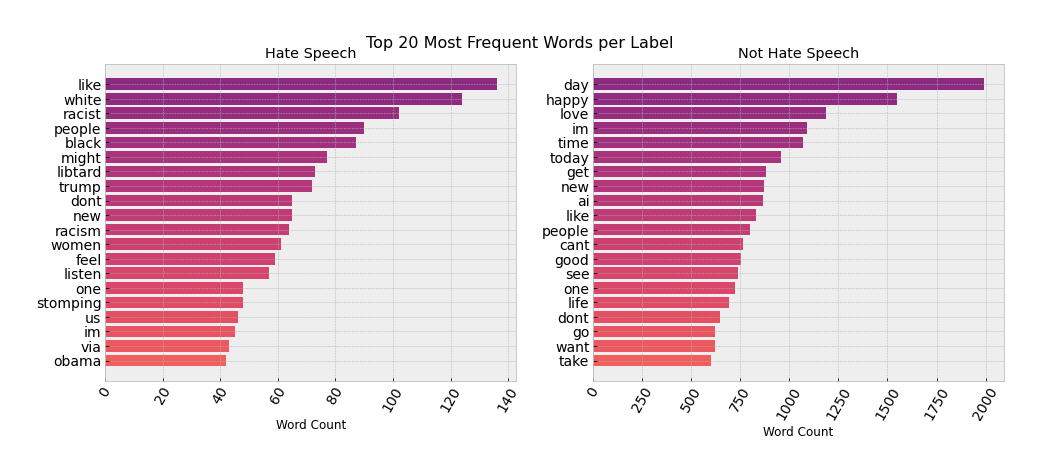 Top 20 Most Frequent Words per Label
Hate Speech
like
white
racist
people
black
might
libtard
trump
dont
new
racism
women
feel
listen
one
stomping
us
im
via
obama
0 20 40 60 80 100 120 140
Word Count
Not Hate Speech
day
happy
love
im
time
today
get
new
ai
like
people
cant
good
see
one
life
dont
go
want
take
0 250 500 750 1000 1250 1500 1750 2000
Word Count